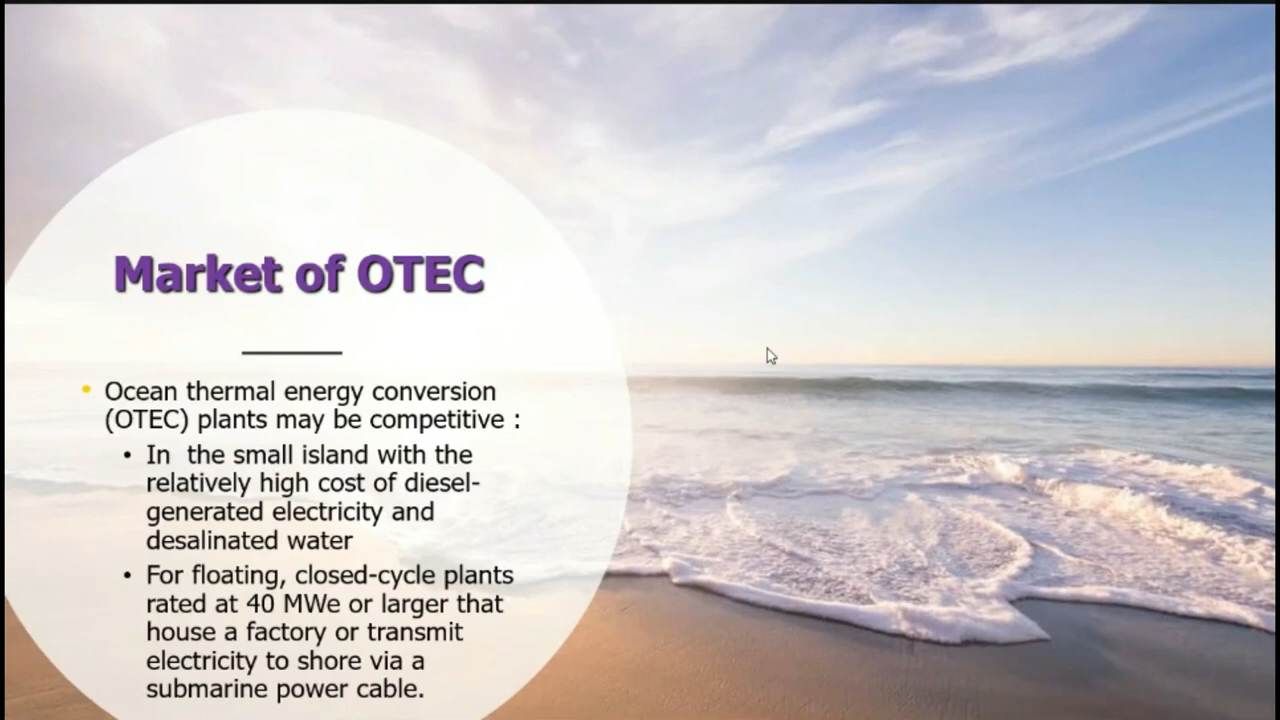 Market of OTEC
• Ocean thermal energy conversion
(OTEC) plants may be competitive :
• In  the small island with the
relatively high cost of diesel-
generated electricity and
desalinated water
• For floating, closed-cycle plants
rated at 40 MWe or larger that
house a factory or transmit
electricity to shore via a
submarine power cable.